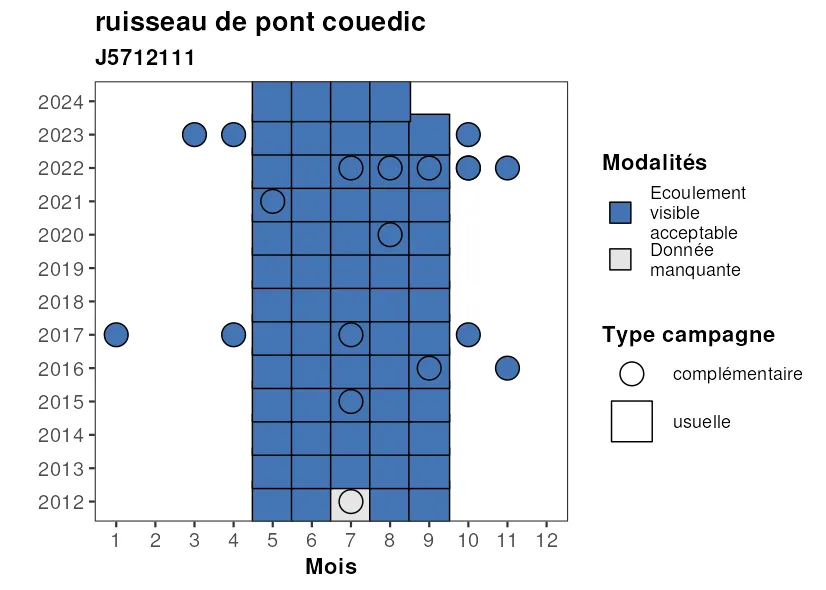 ruisseau de pont couedic
J5712111
2024
2023
2022
2021
2020
2019
2018
2017
2016
2015
2014
2013
2012
1 2 3 4 5 6 7 8 9 10 11 12
Mois
Modalités
Ecoulement
visible
acceptable
Donnée
manquante
Type campagne
complémentaire
usuelle